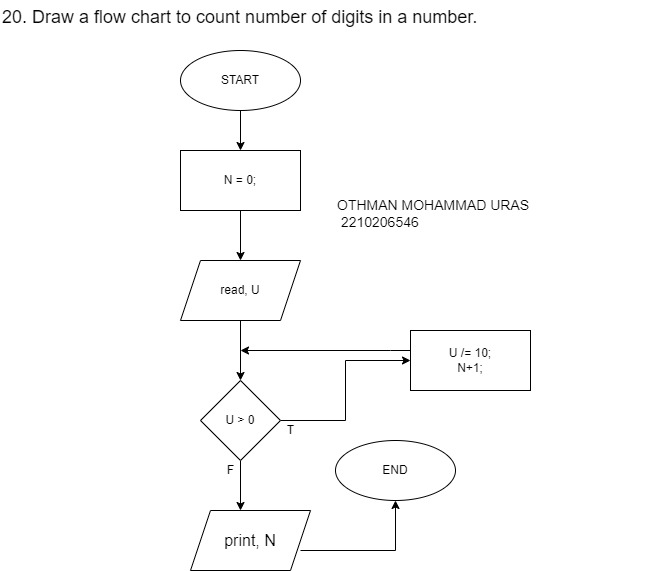 20. Draw a flow chart to count number of digits in a number.
START
N = 0;
OTHMAN MOHAMMAD URAS
2210206546
read, U
U /= 10;
N+1;
U > 0
T
F
END
print, N